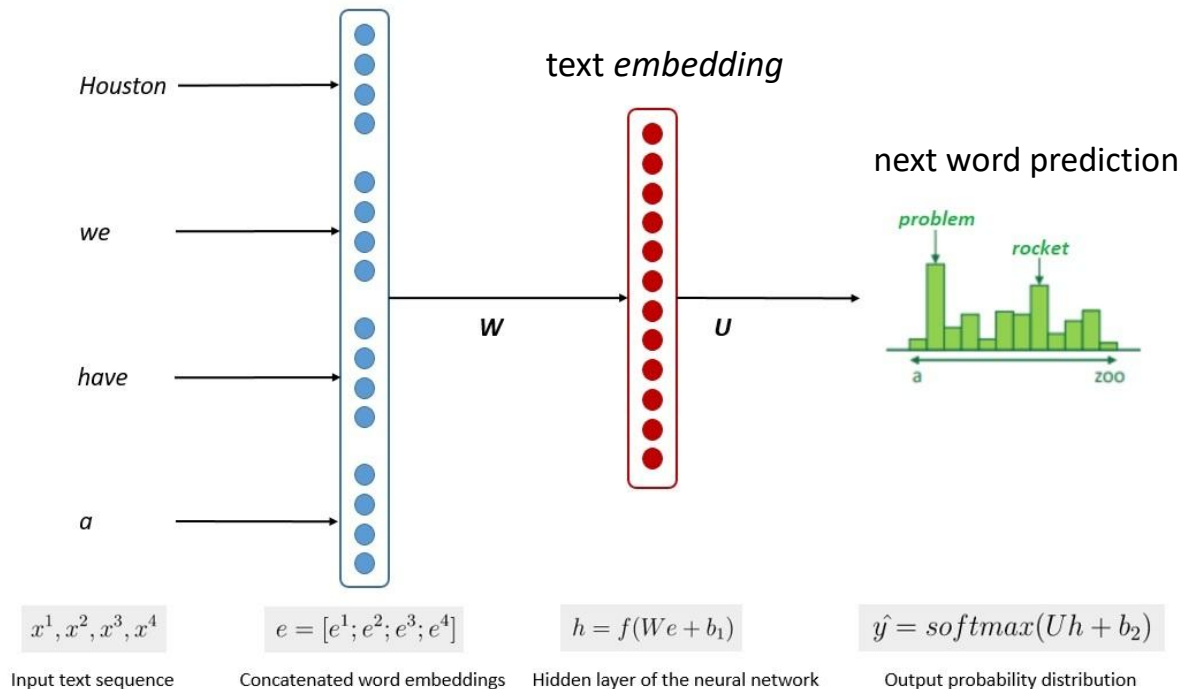 Houston
we
have
a
text embedding
W
U
next word prediction
problem
rocket
a
zoo
x^1, x^2, x^3, x^4
e = [e^1; e^2; e^3; e^4]
h = f(We + b_1)
ŷ = softmax(Uh + b_2)
Input text sequence
Concatenated word embeddings
Hidden layer of the neural network
Output probability distribution